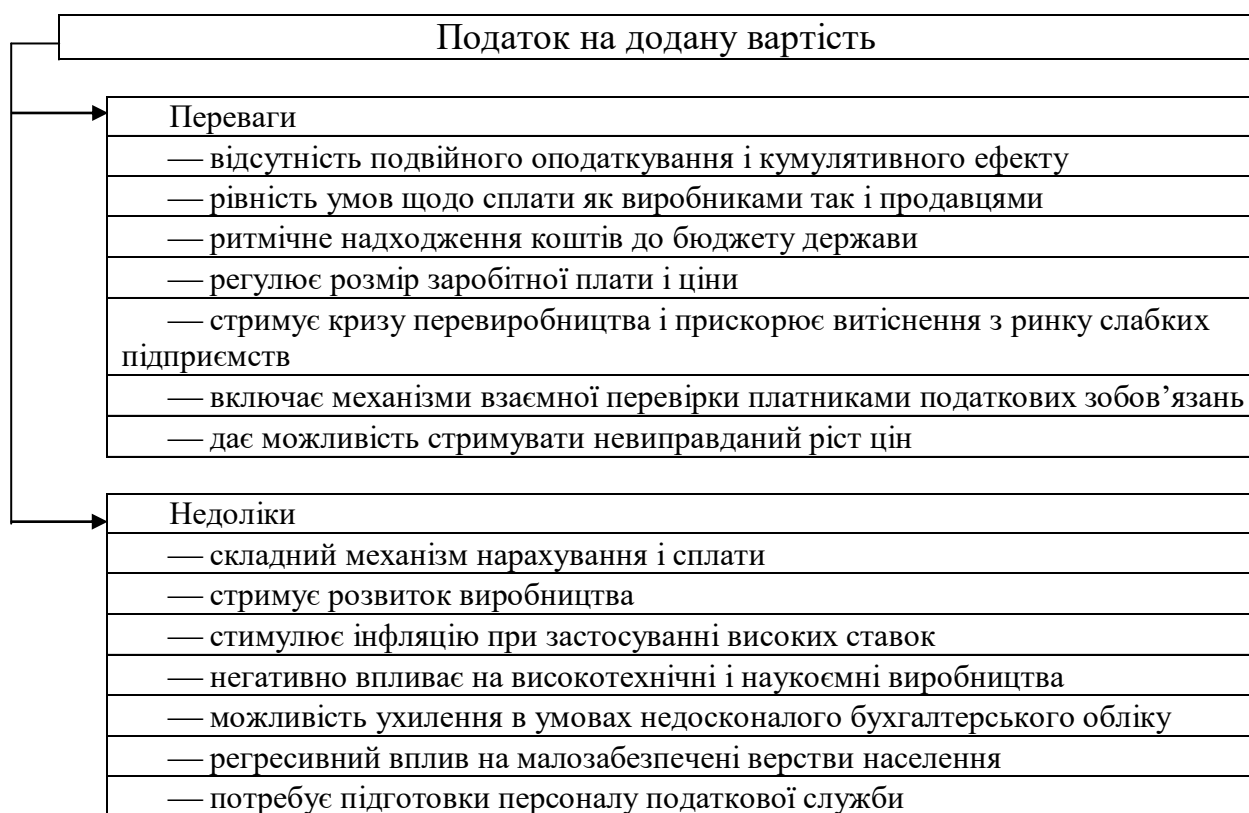 Податок на додану вартість
Переваги
— відсутність подвійного оподаткування і кумулятивного ефекту
— рівність умов щодо сплати як виробниками так і продавцями
— ритмічне надходження коштів до бюджету держави
— регулює розмір заробітної плати і ціни
— стримує кризу перевиробництва і прискорює витіснення з ринку слабких
підприємств
— включає механізми взаємної перевірки платниками податкових зобов’язань
— дає можливість стримувати невиправданий ріст цін
Недоліки
— складний механізм нарахування і сплати
— стримує розвиток виробництва
— стимулює інфляцію при застосуванні високих ставок
— негативно впливає на високотехнічні і наукоємні виробництва
— можливість ухилення в умовах недосконалого бухгалтерського обліку
— регресивний вплив на малозабезпечені верстви населення
— потребує підготовки персоналу податкової служби